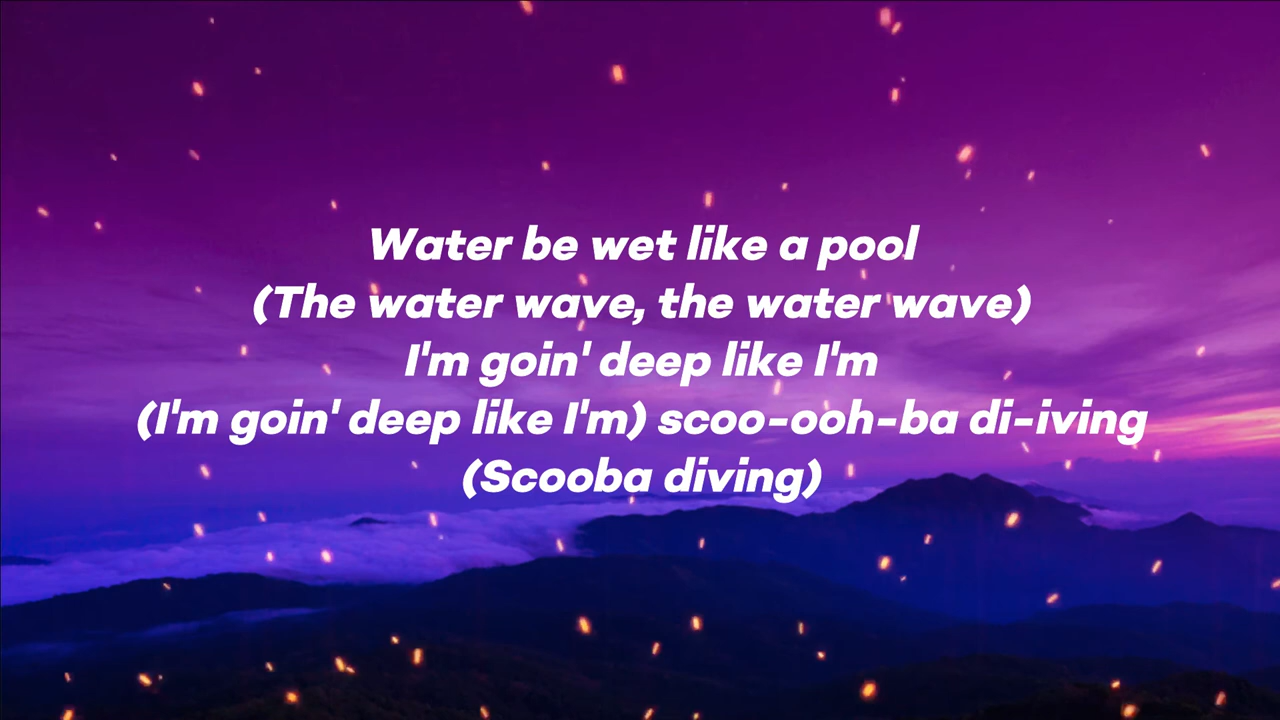 Water be wet like a pool
(The water wave, the water wave)
I'm goin' deep like I'm
(I'm goin' deep like I'm) scoo-ooh-ba di-iving
(Scooba diving)